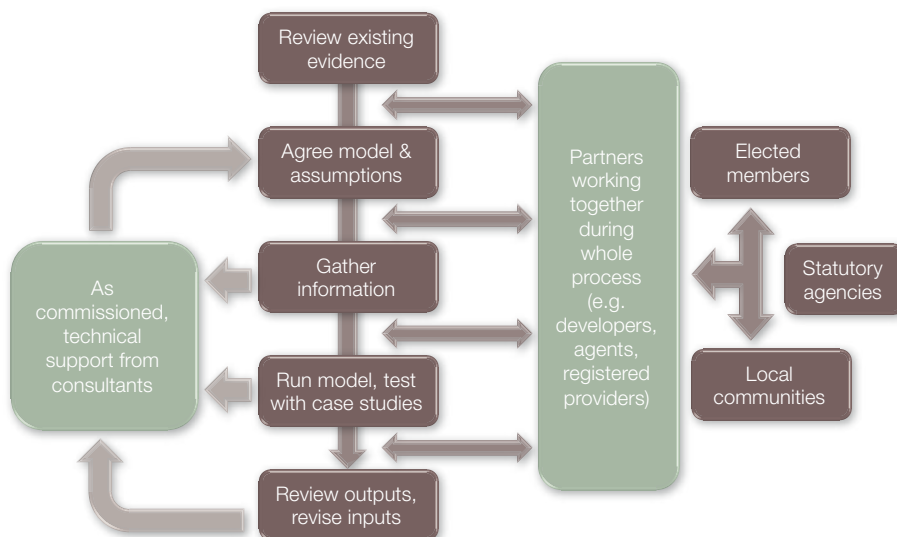 Review existing
evidence
Agree model &
assumptions
Gather
information
Run model, test
with case studies
Review outputs,
revise inputs
As
commissioned,
technical
support from
consultants
Partners
working
together
during
whole
process
(e.g.
developers,
agents,
registered
providers)
Elected
members
Statutory
agencies
Local
communities